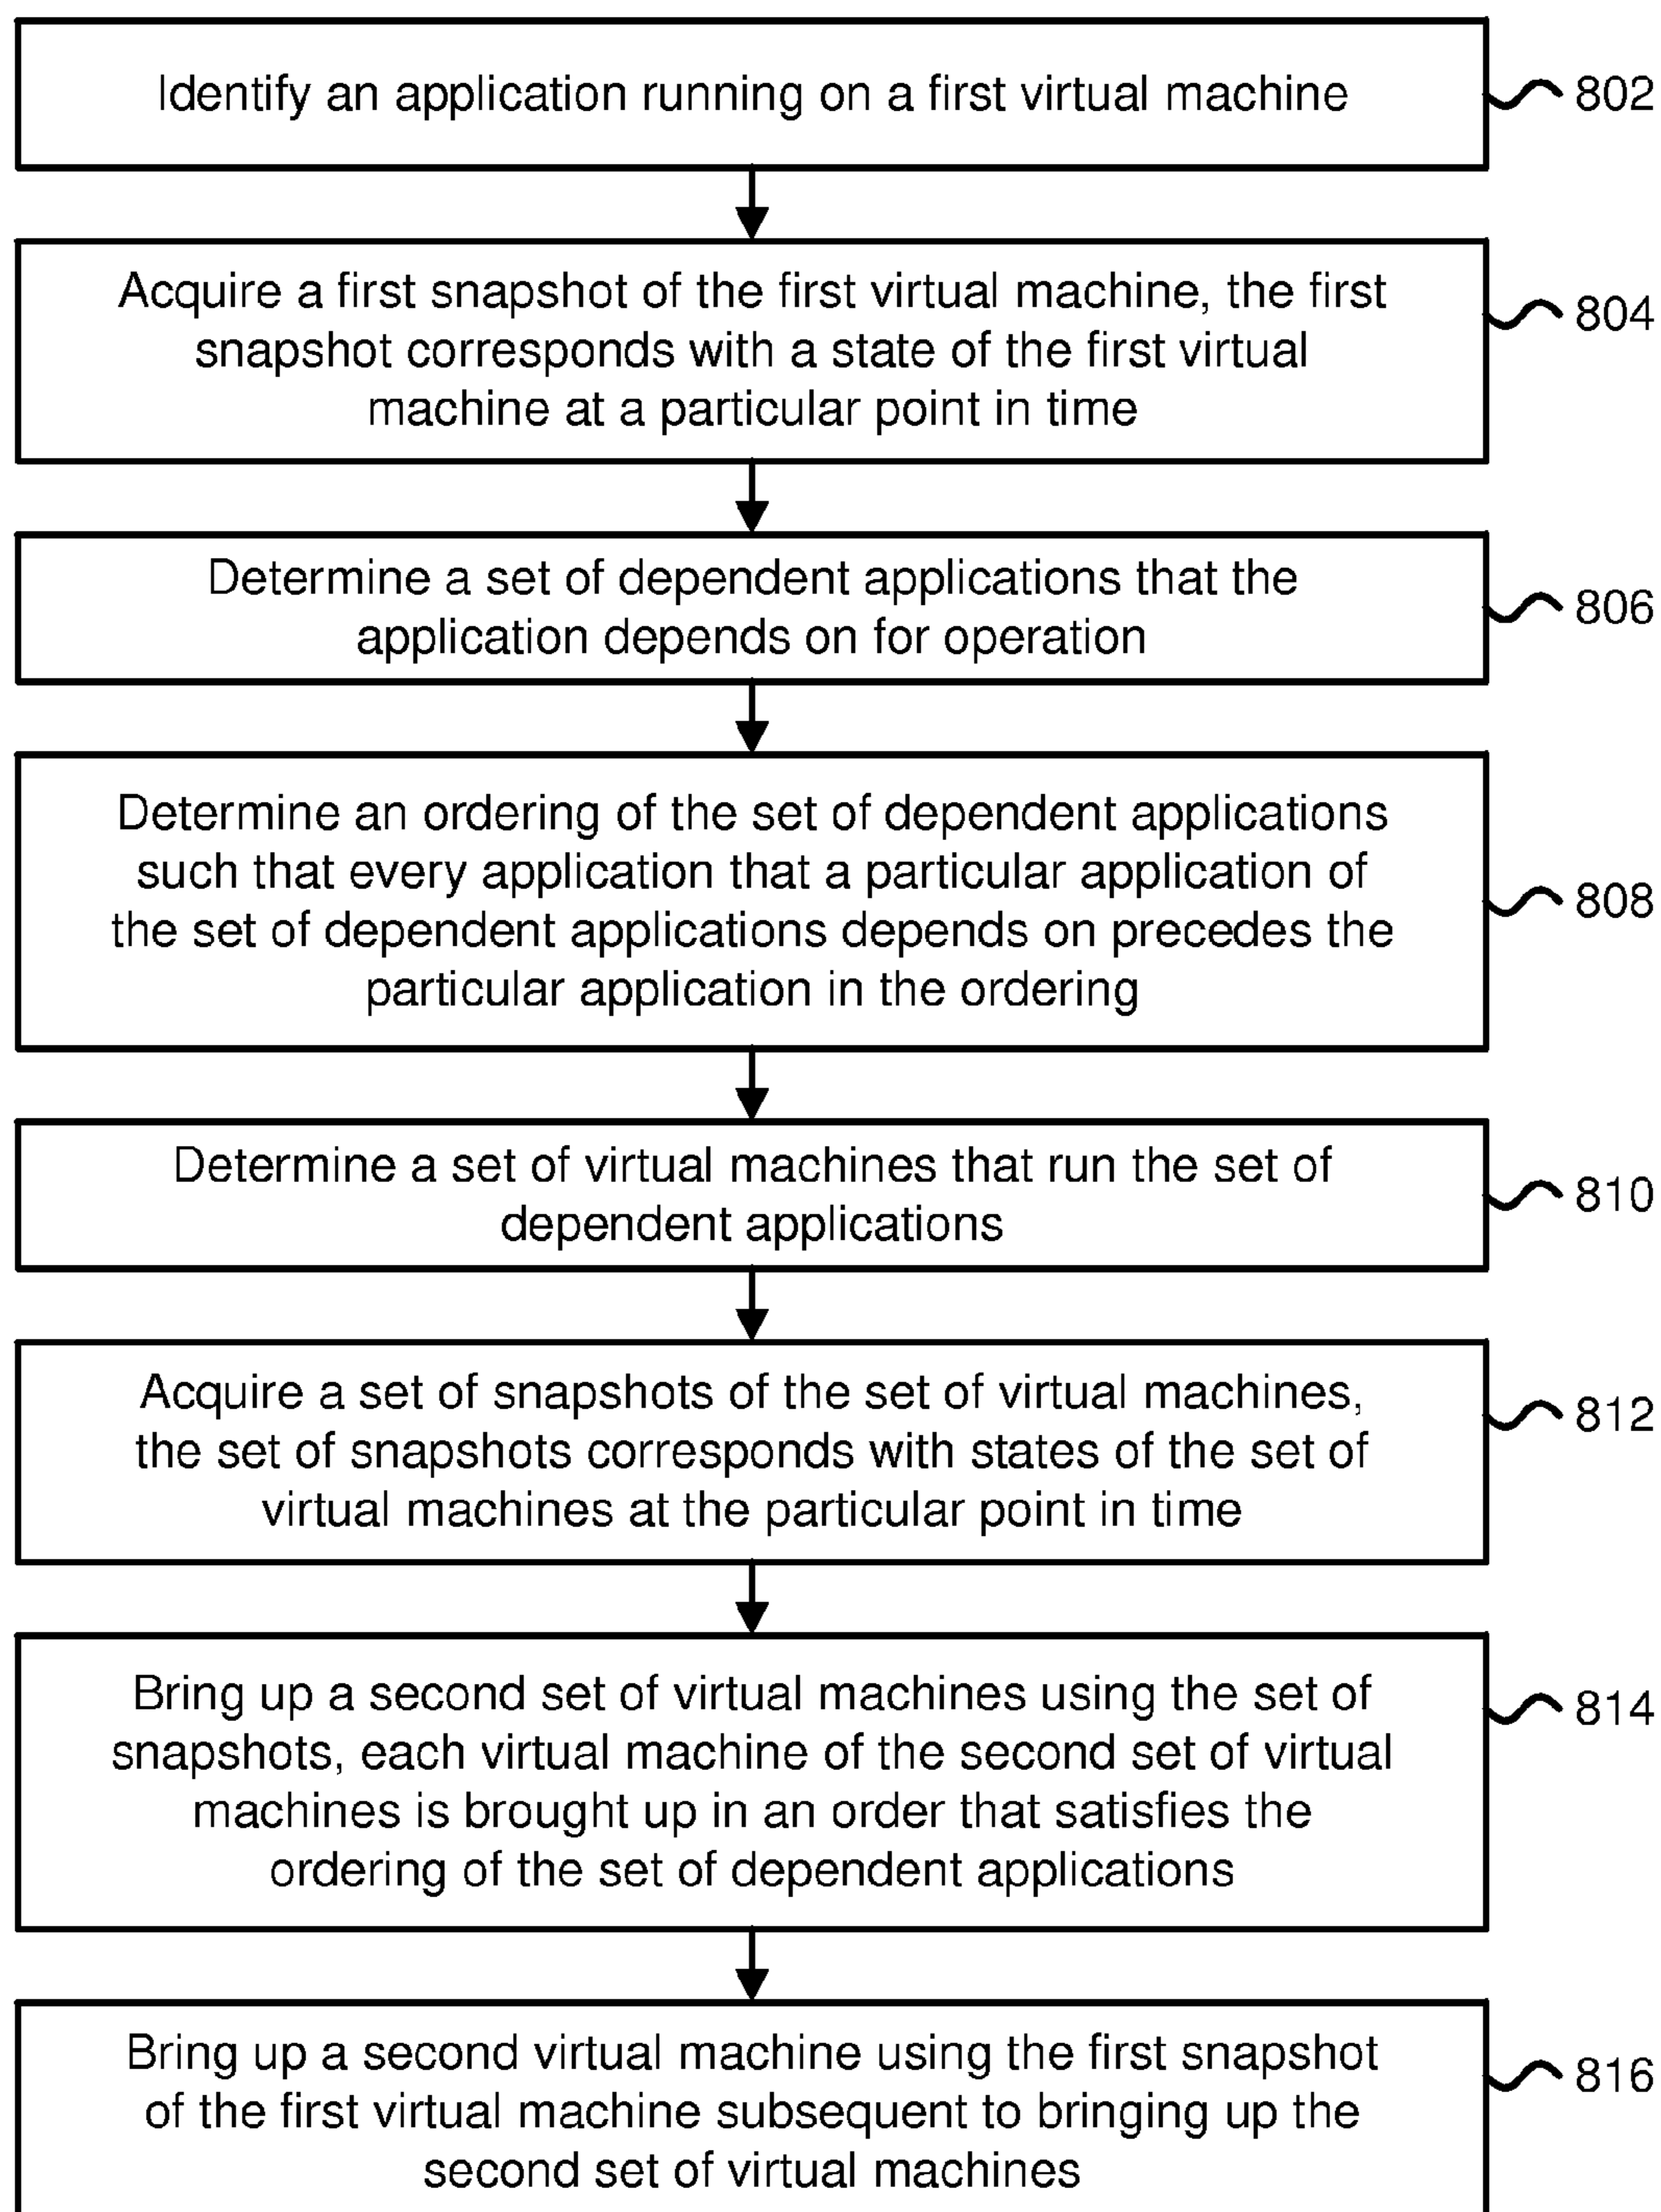 Identify an application running on a first virtual machine
802
Acquire a first snapshot of the first virtual machine, the first
snapshot corresponds with a state of the first virtual
machine at a particular point in time
804
Determine a set of dependent applications that the
application depends on for operation
806
Determine an ordering of the set of dependent applications
such that every application that a particular application of
the set of dependent applications depends on precedes the
particular application in the ordering
808
Determine a set of virtual machines that run the set of
dependent applications
810
Acquire a set of snapshots of the set of virtual machines,
the set of snapshots corresponds with states of the set of
virtual machines at the particular point in time
812
Bring up a second set of virtual machines using the set of
snapshots, each virtual machine of the second set of virtual
machines is brought up in an order that satisfies the
ordering of the set of dependent applications
814
Bring up a second virtual machine using the first snapshot
of the first virtual machine subsequent to bringing up the
second set of virtual machines
816